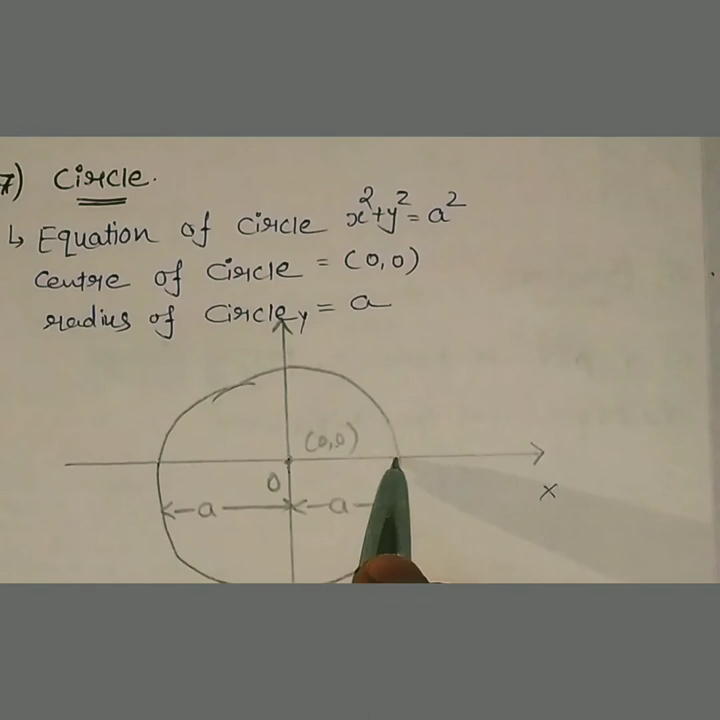 7) Circle.
↳ Equation of circle x²+y²=a²
Centre of circle = (0,0)
radius of circle = a
y
(0,0)
0
x
a a